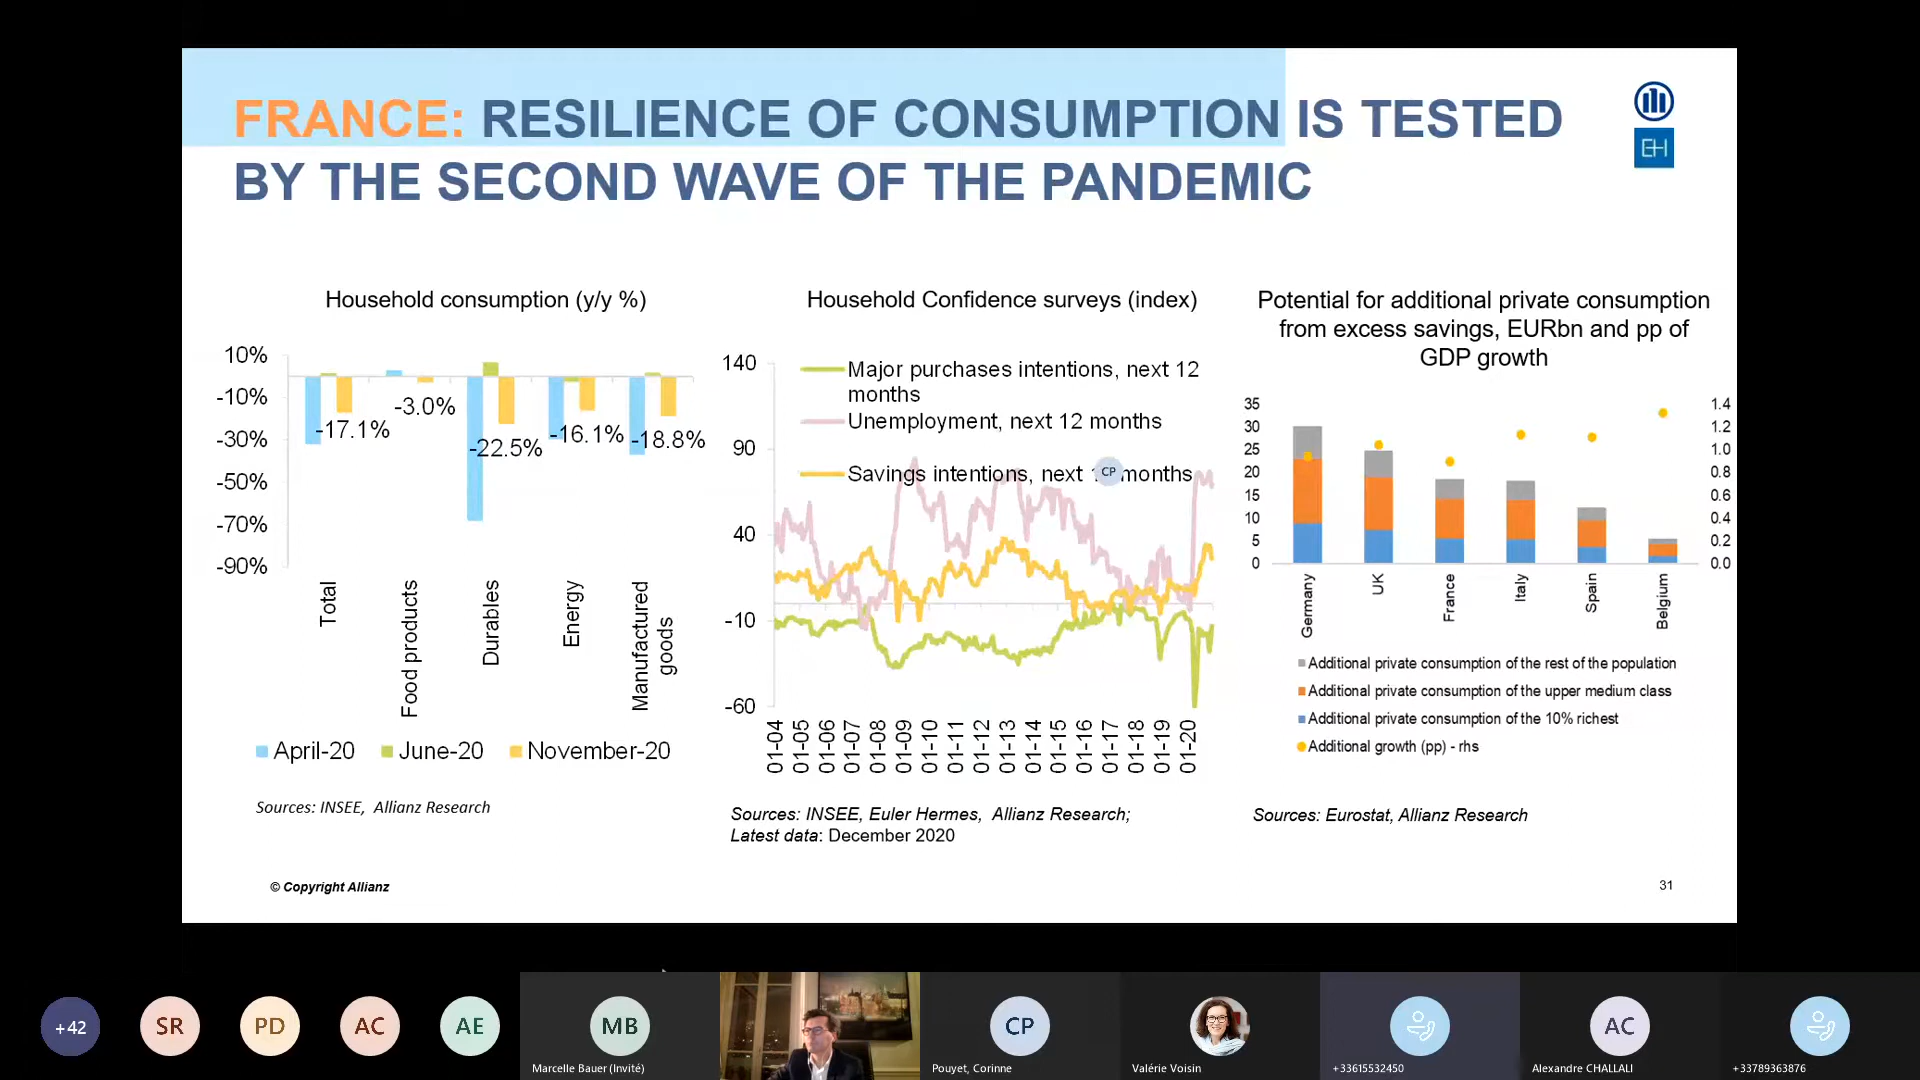 FRANCE: RESILIENCE OF CONSUMPTION IS TESTED
BY THE SECOND WAVE OF THE PANDEMIC
EH
Household consumption (y/y %)
10%
-10%
-30%
-50%
-70%
-90%
-17.1%
-3.0%
-22.5%
-16.1%
-18.8%
Total
Food products
Durables
Energy
Manufactured
goods
April-20
June-20
November-20
Sources: INSEE, Allianz Research
Household Confidence surveys (index)
140
90
40
-10
-60
Major purchases intentions, next 12
months
Unemployment, next 12 months
Savings intentions, next months
CP
01-04
01-05
01-06
01-07
01-08
01-09
01-10
01-11
01-12
01-13
01-14
01-15
01-16
01-17
01-18
01-19
01-20
Sources: INSEE, Euler Hermes, Allianz Research;
Latest data: December 2020
Potential for additional private consumption
from excess savings, EURbn and pp of
GDP growth
35
30
25
20
15
10
5
0
1.4
1.2
1.0
0.8
0.6
0.4
0.2
0.0
Germany
UK
France
Italy
Spain
Belgium
Additional private consumption of the rest of the population
Additional private consumption of the upper medium class
Additional private consumption of the 10% richest
Additional growth (pp) - rhs
Sources: Eurostat, Allianz Research
© Copyright Allianz
31
+42
SR
PD
AC
AE
MB
Marcelle Bauer (Invité)
CP
Pouyet, Corinne
Valérie Voisin
+33615532450
AC
Alexandre CHALLALI
+33789363876